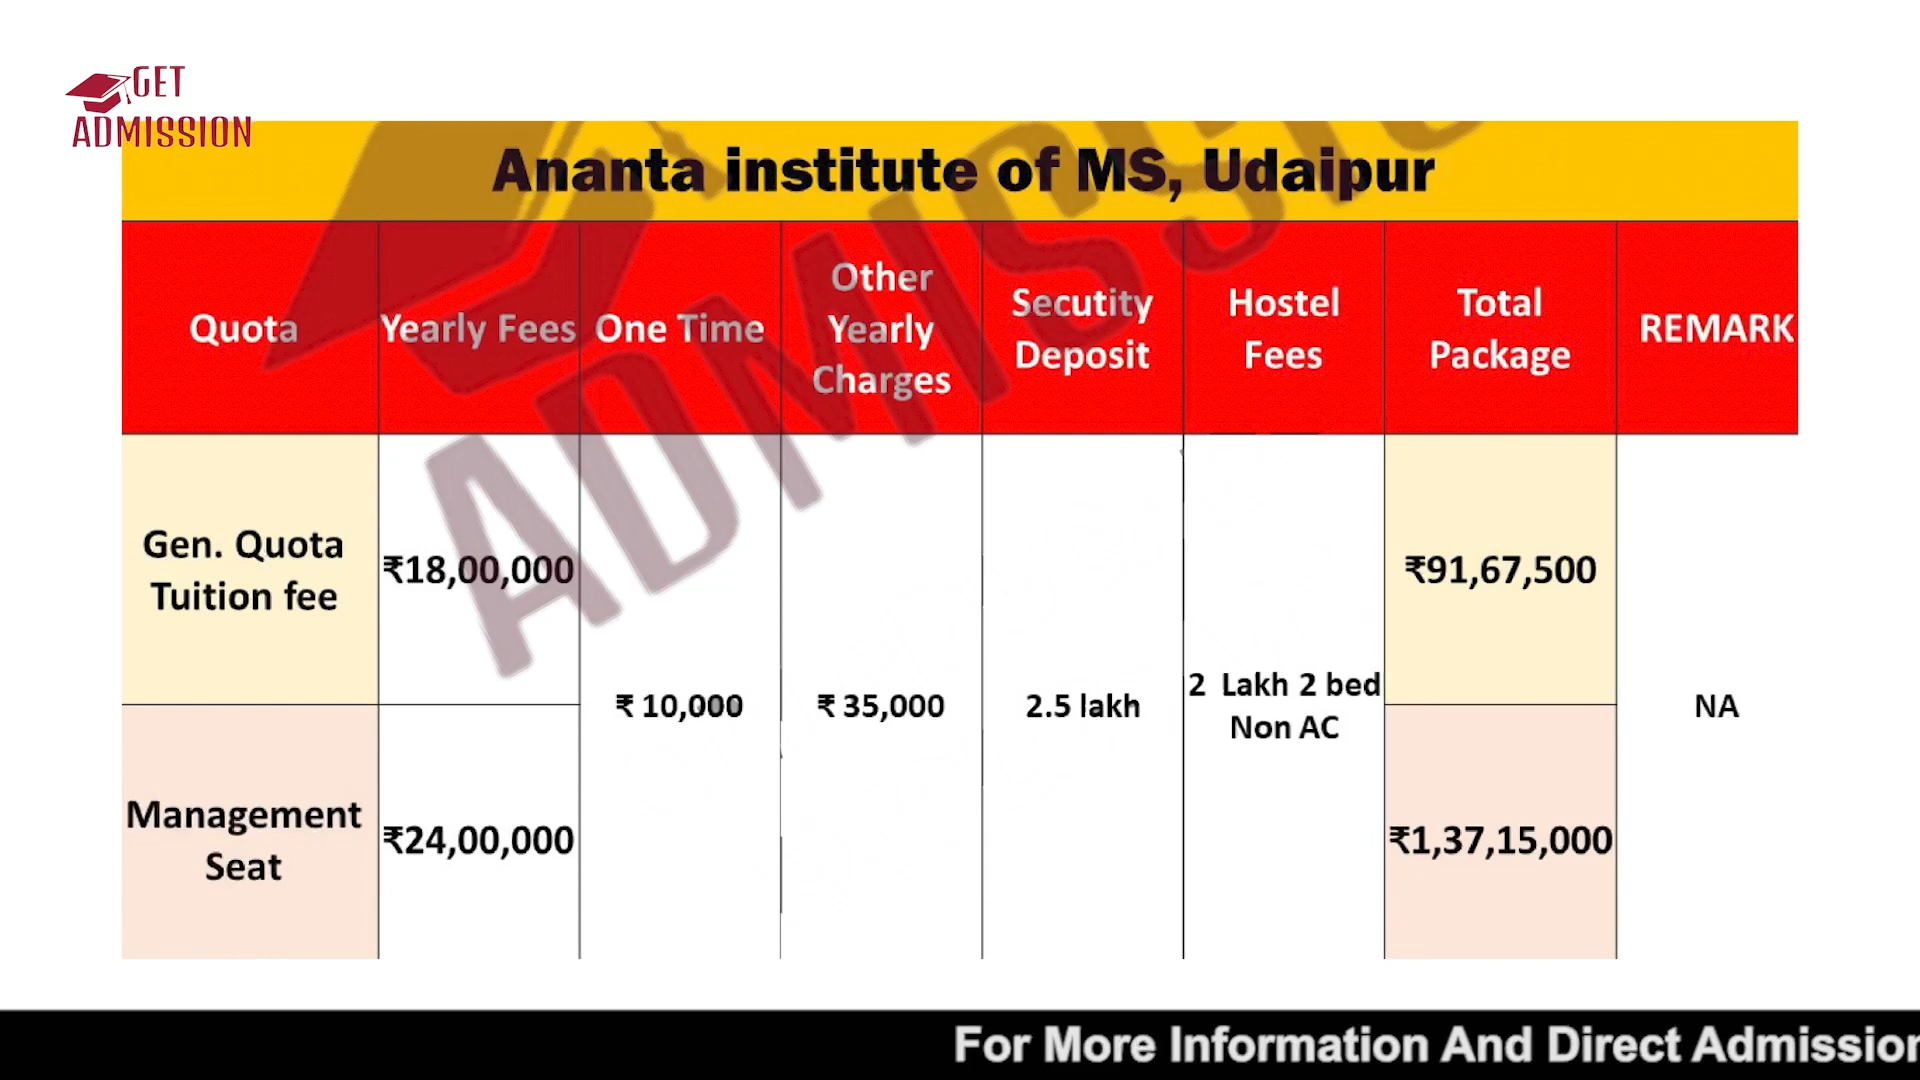 GET
ADMISSION
Ananta institute of MS, Udaipur
Quota
Yearly Fees
One Time
Other
Yearly
Charges
Secutity
Deposit
Hostel
Fees
Total
Package
REMARK
Gen. Quota
Tuition fee
₹18,00,000
₹ 10,000
₹ 35,000
2.5 lakh
2 Lakh 2 bed
Non AC
₹91,67,500
NA
Management
Seat
₹24,00,000
₹1,37,15,000
For More Information And Direct Admission